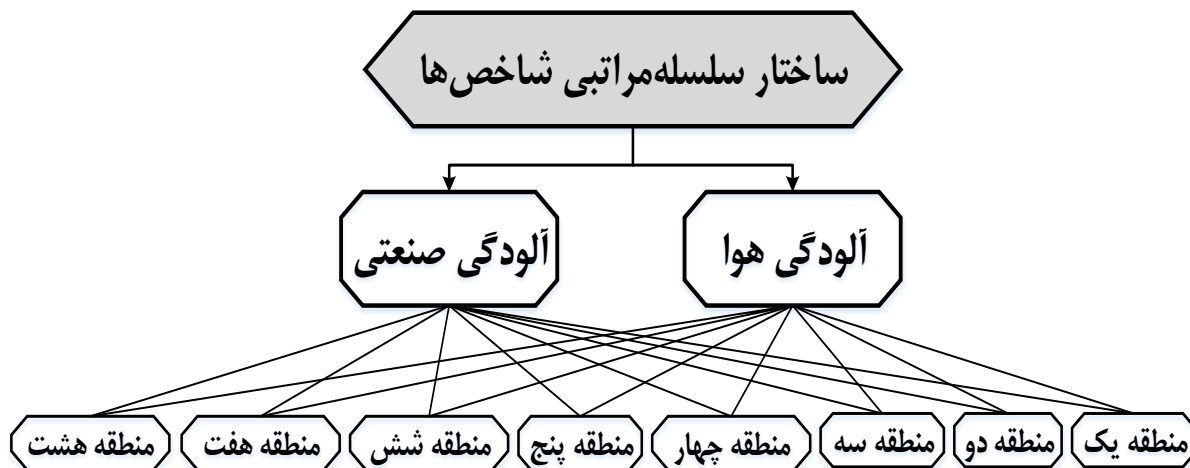 ساختار سلسله‌مراتبی شاخص‌ها
آلودگی هوا
آلودگی صنعتی
منطقه یک
منطقه دو
منطقه سه
منطقه چهار
منطقه پنج
منطقه شش
منطقه هفت
منطقه هشت